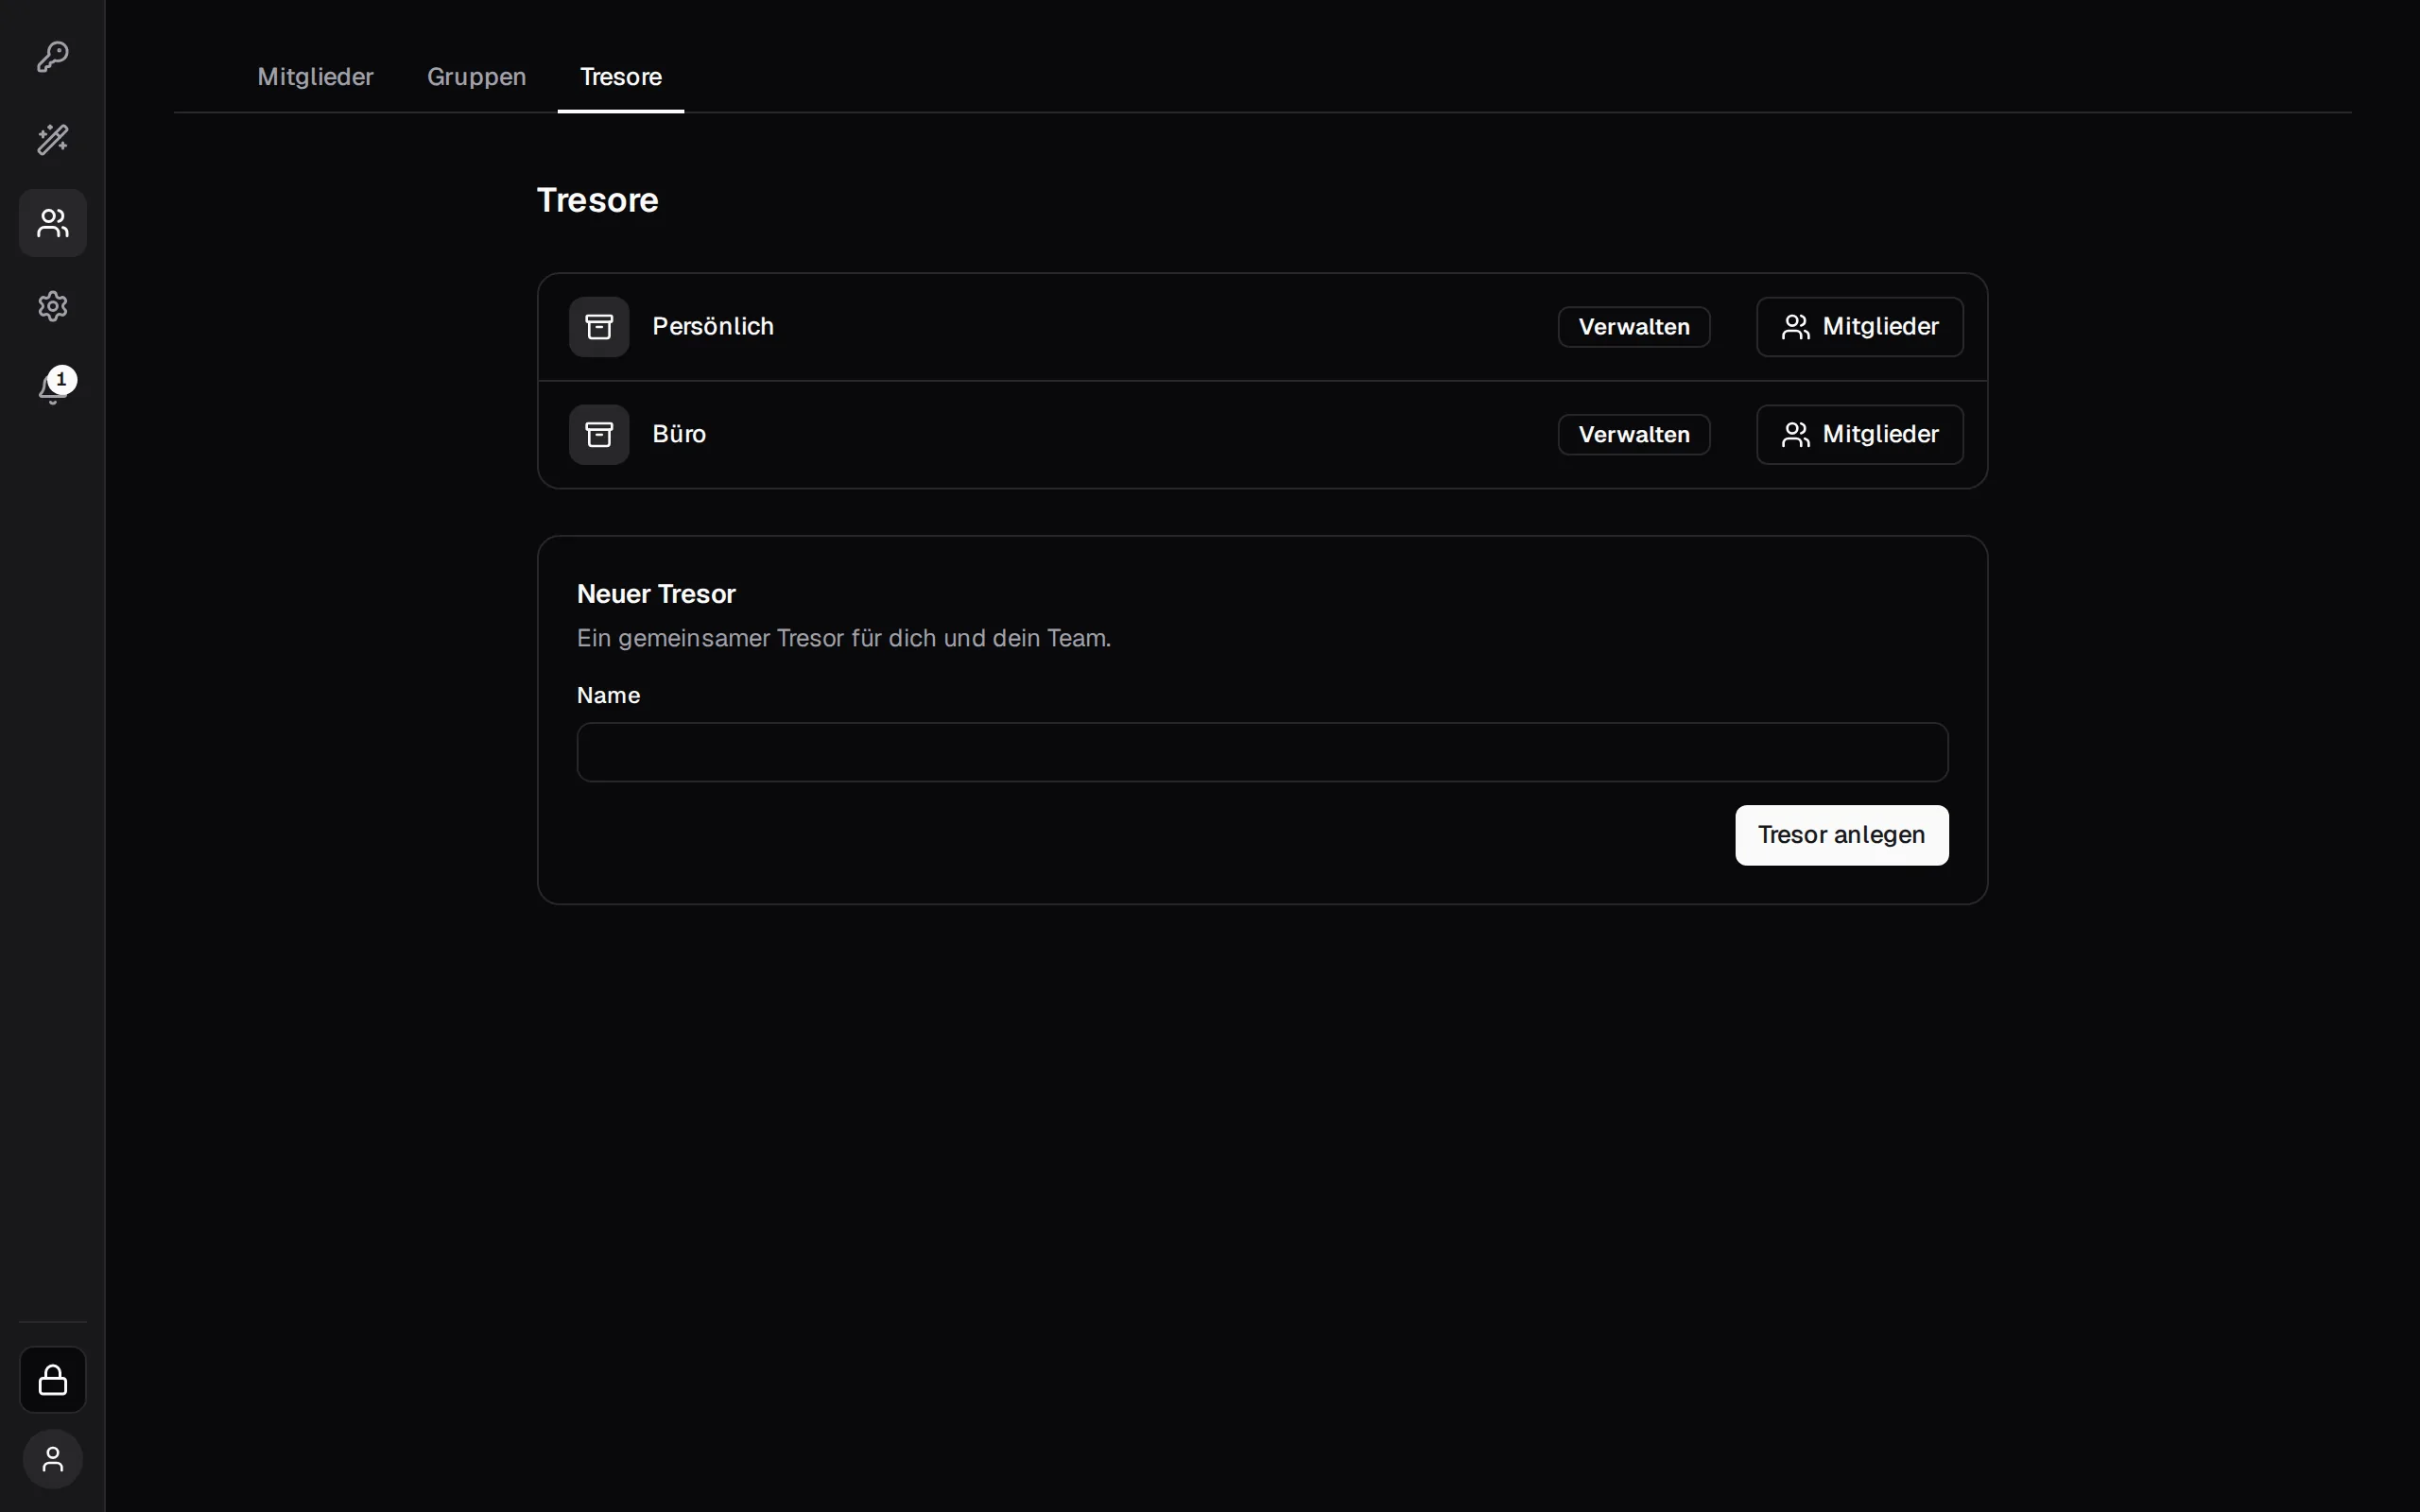 Mitglieder Gruppen Tresore
1
Tresore
Persönlich Verwalten Mitglieder
Büro Verwalten Mitglieder
Neuer Tresor
Ein gemeinsamer Tresor für dich und dein Team.
Name
Tresor anlegen